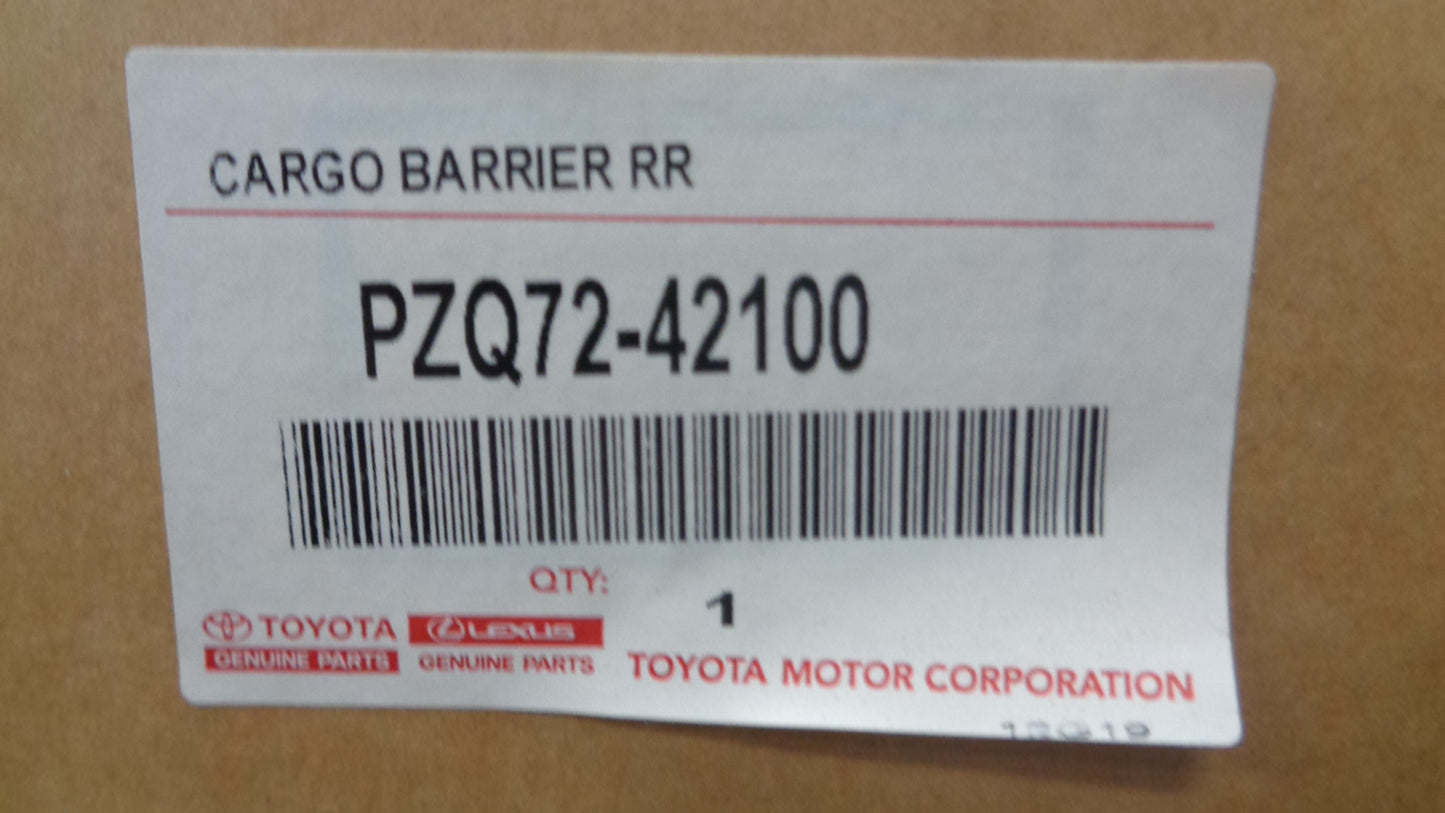 CARGO BARRIER RR
PZQ72-42100
QTY: 1
TOYOTA LEXUS
GENUINE PARTS GENUINE PARTS TOYOTA MOTOR CORPORATION